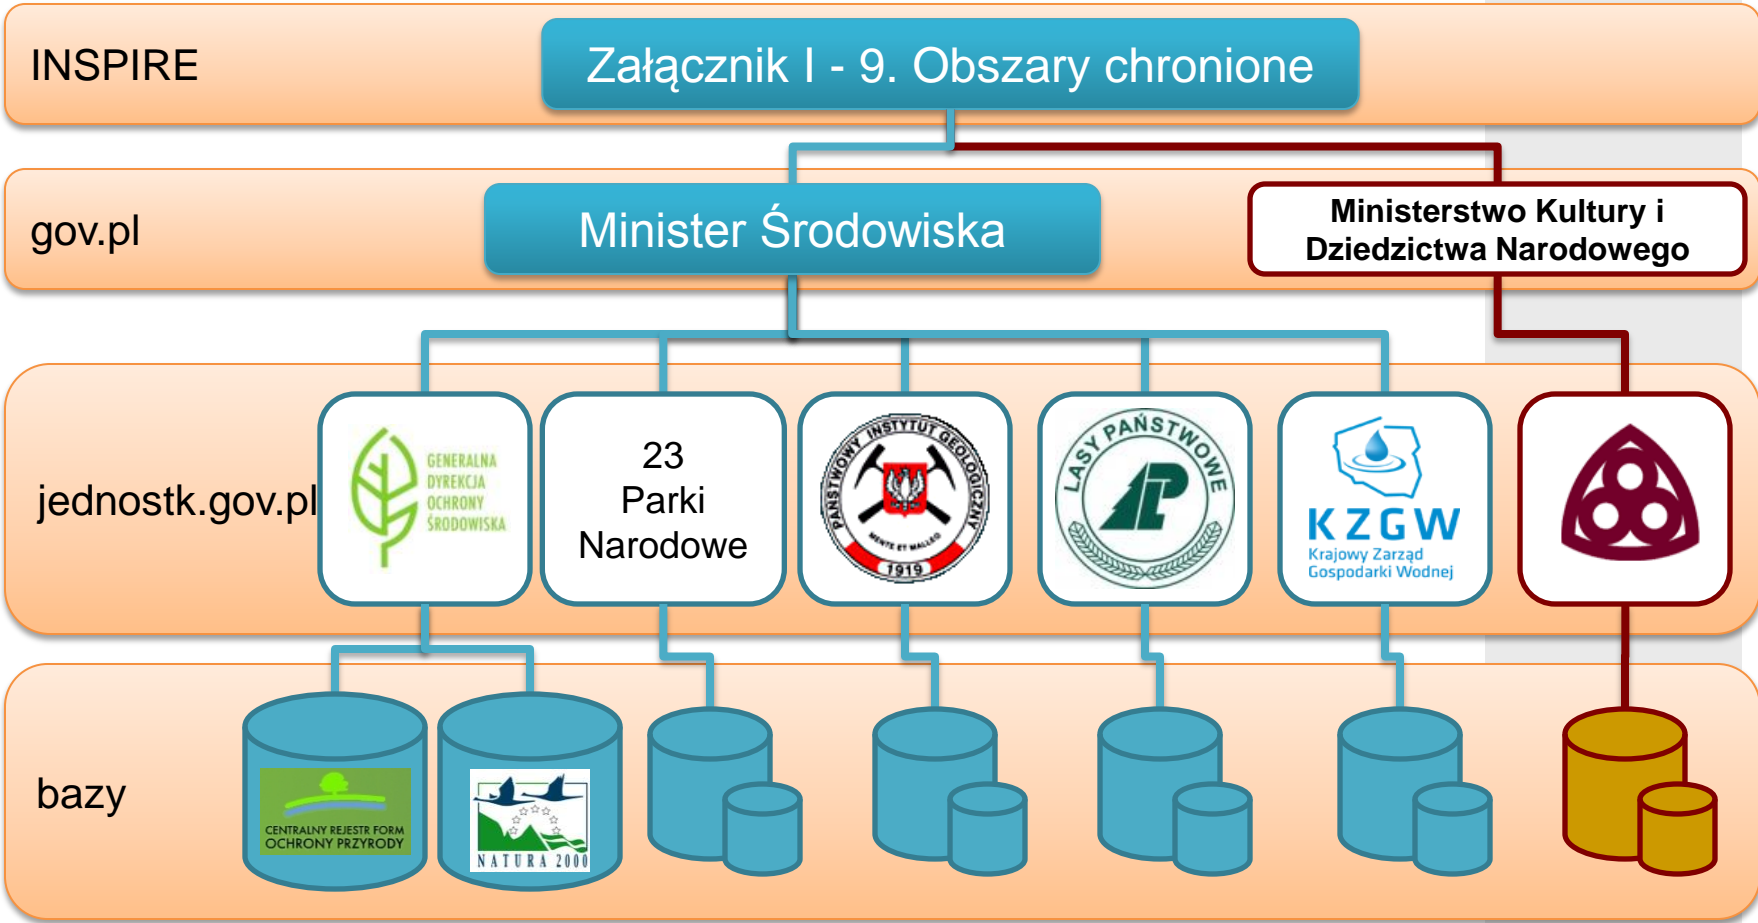 INSPIRE
Załącznik I - 9. Obszary chronione
gov.pl
Minister Środowiska
Ministerstwo Kultury i
Dziedzictwa Narodowego
jednostk.gov.pl
GENERALNA
DYREKCJA
OCHRONY
ŚRODOWISKA
23
Parki
Narodowe
PAŃSTWOWY INSTYTUT GEOLOGICZNY
MENTE ET MALLEO
1919
LASY PAŃSTWOWE
LP
KZGW
Krajowy Zarząd
Gospodarki Wodnej
bazy
CENTRALNY REJESTR FORM
OCHRONY PRZYRODY
NATURA 2000